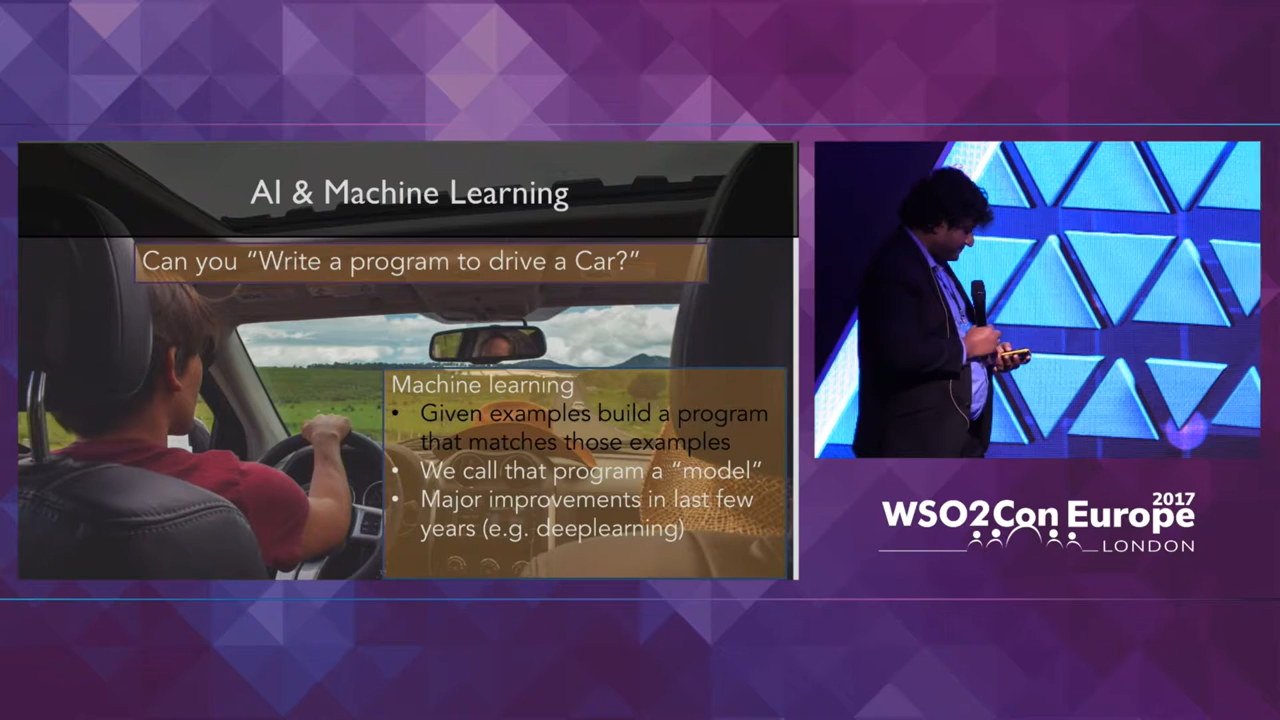 AI & Machine Learning
Can you “Write a program to drive a Car?”
Machine learning
• Given examples build a program
that matches those examples
• We call that program a “model”
• Major improvements in last few
years (e.g. deeplearning)
2017
WSO2Con Europe
LONDON